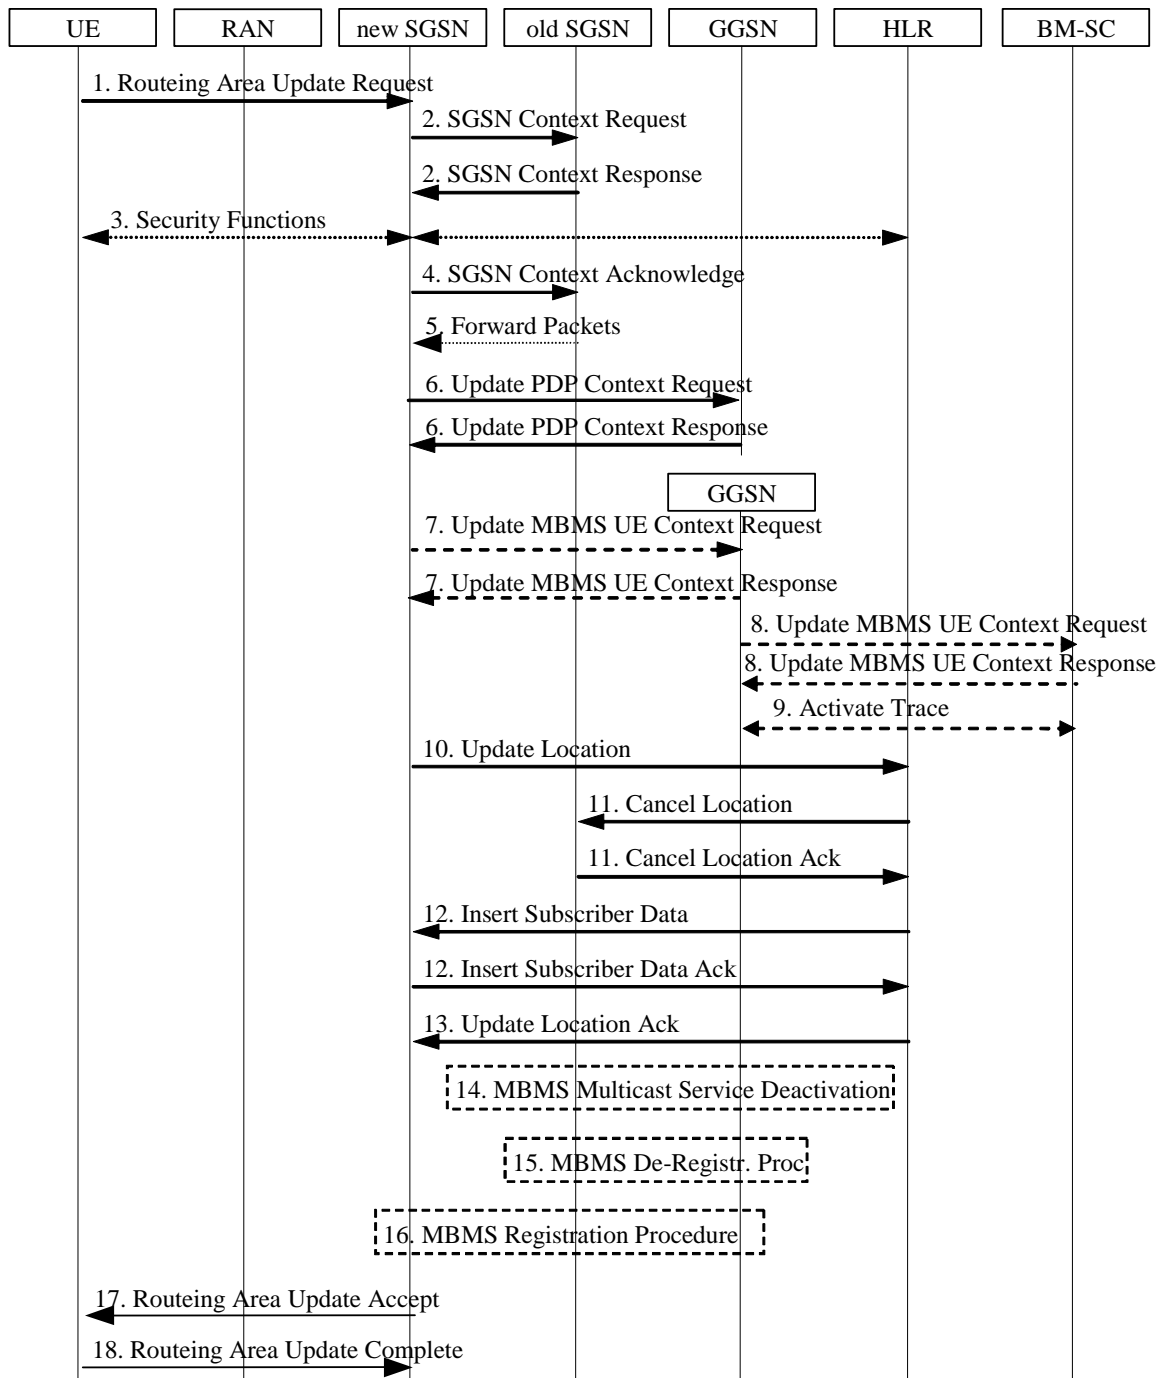 UE RAN new SGSN old SGSN GGSN HLR BM-SC
1. Routeing Area Update Request
2. SGSN Context Request
2. SGSN Context Response
3. Security Functions
4. SGSN Context Acknowledge
5. Forward Packets
6. Update PDP Context Request
6. Update PDP Context Response
GGSN
7. Update MBMS UE Context Request
7. Update MBMS UE Context Response
8. Update MBMS UE Context Request
8. Update MBMS UE Context Response
9. Activate Trace
10. Update Location
11. Cancel Location
11. Cancel Location Ack
12. Insert Subscriber Data
12. Insert Subscriber Data Ack
13. Update Location Ack
14. MBMS Multicast Service Deactivation
15. MBMS De-Registr. Proc
16. MBMS Registration Procedure
17. Routeing Area Update Accept
18. Routeing Area Update Complete